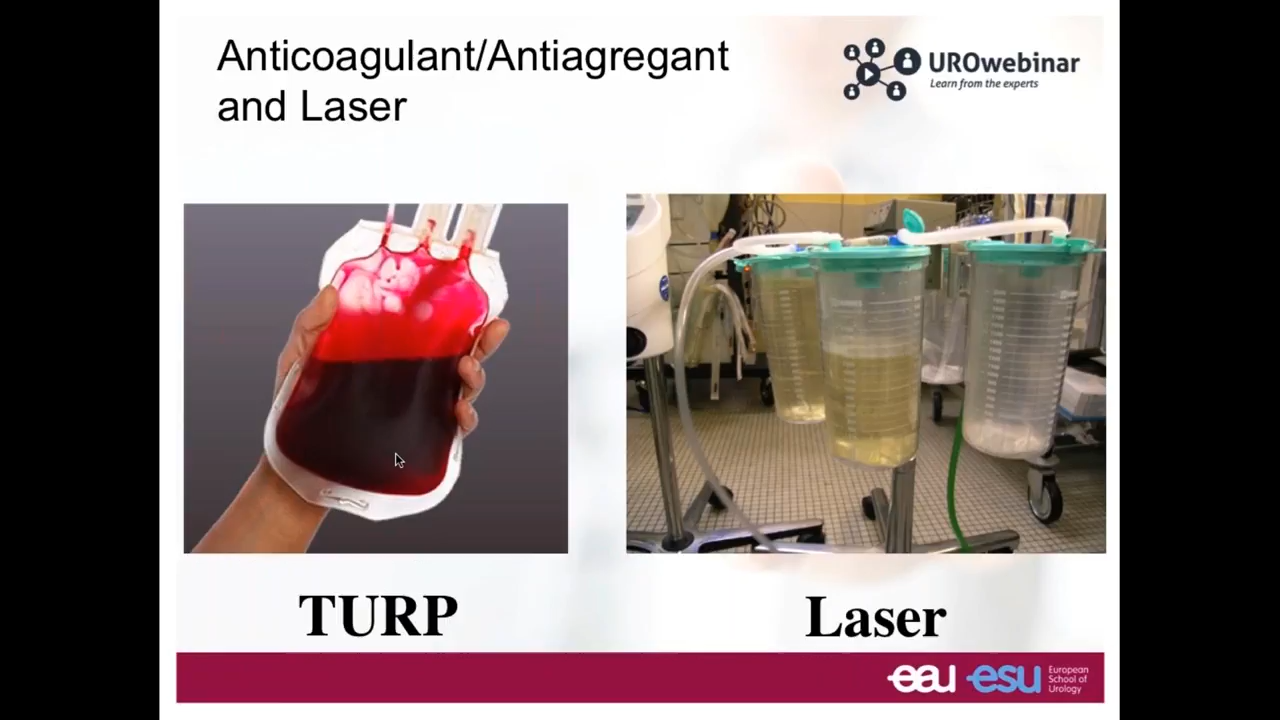 Anticoagulant/Antiagregant
and Laser
UROwebinar
Learn from the experts
TURP
Laser
eau esu European
School of
Urology